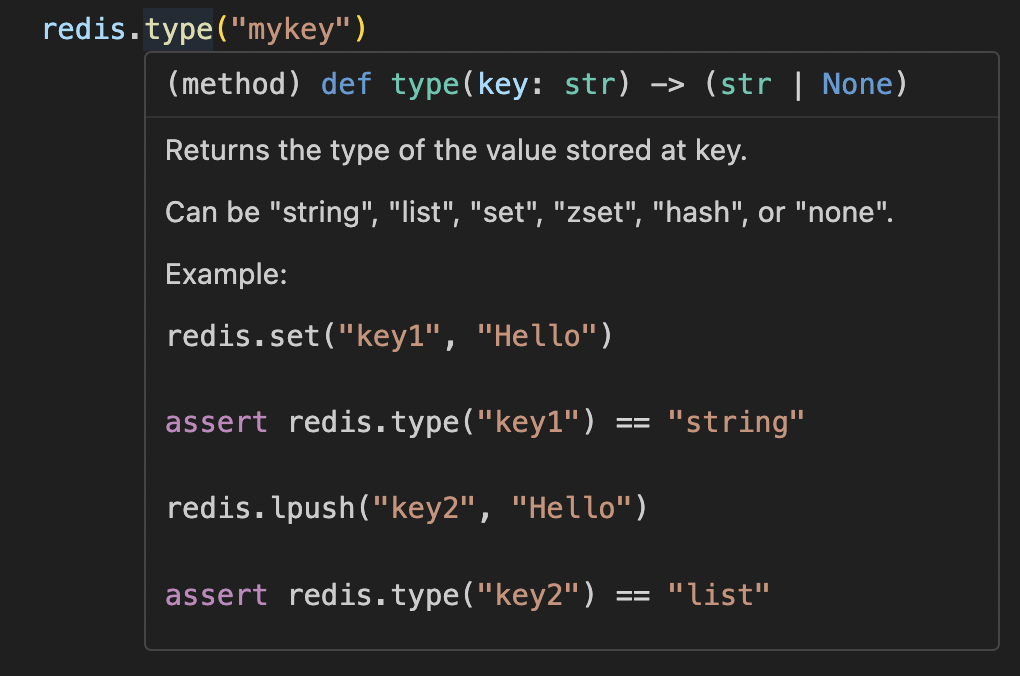 redis.type("mykey")
(method) def type(key: str) -> (str | None)
Returns the type of the value stored at key.
Can be "string", "list", "set", "zset", "hash", or "none".
Example:
redis.set("key1", "Hello")
assert redis.type("key1") == "string"
redis.lpush("key2", "Hello")
assert redis.type("key2") == "list"